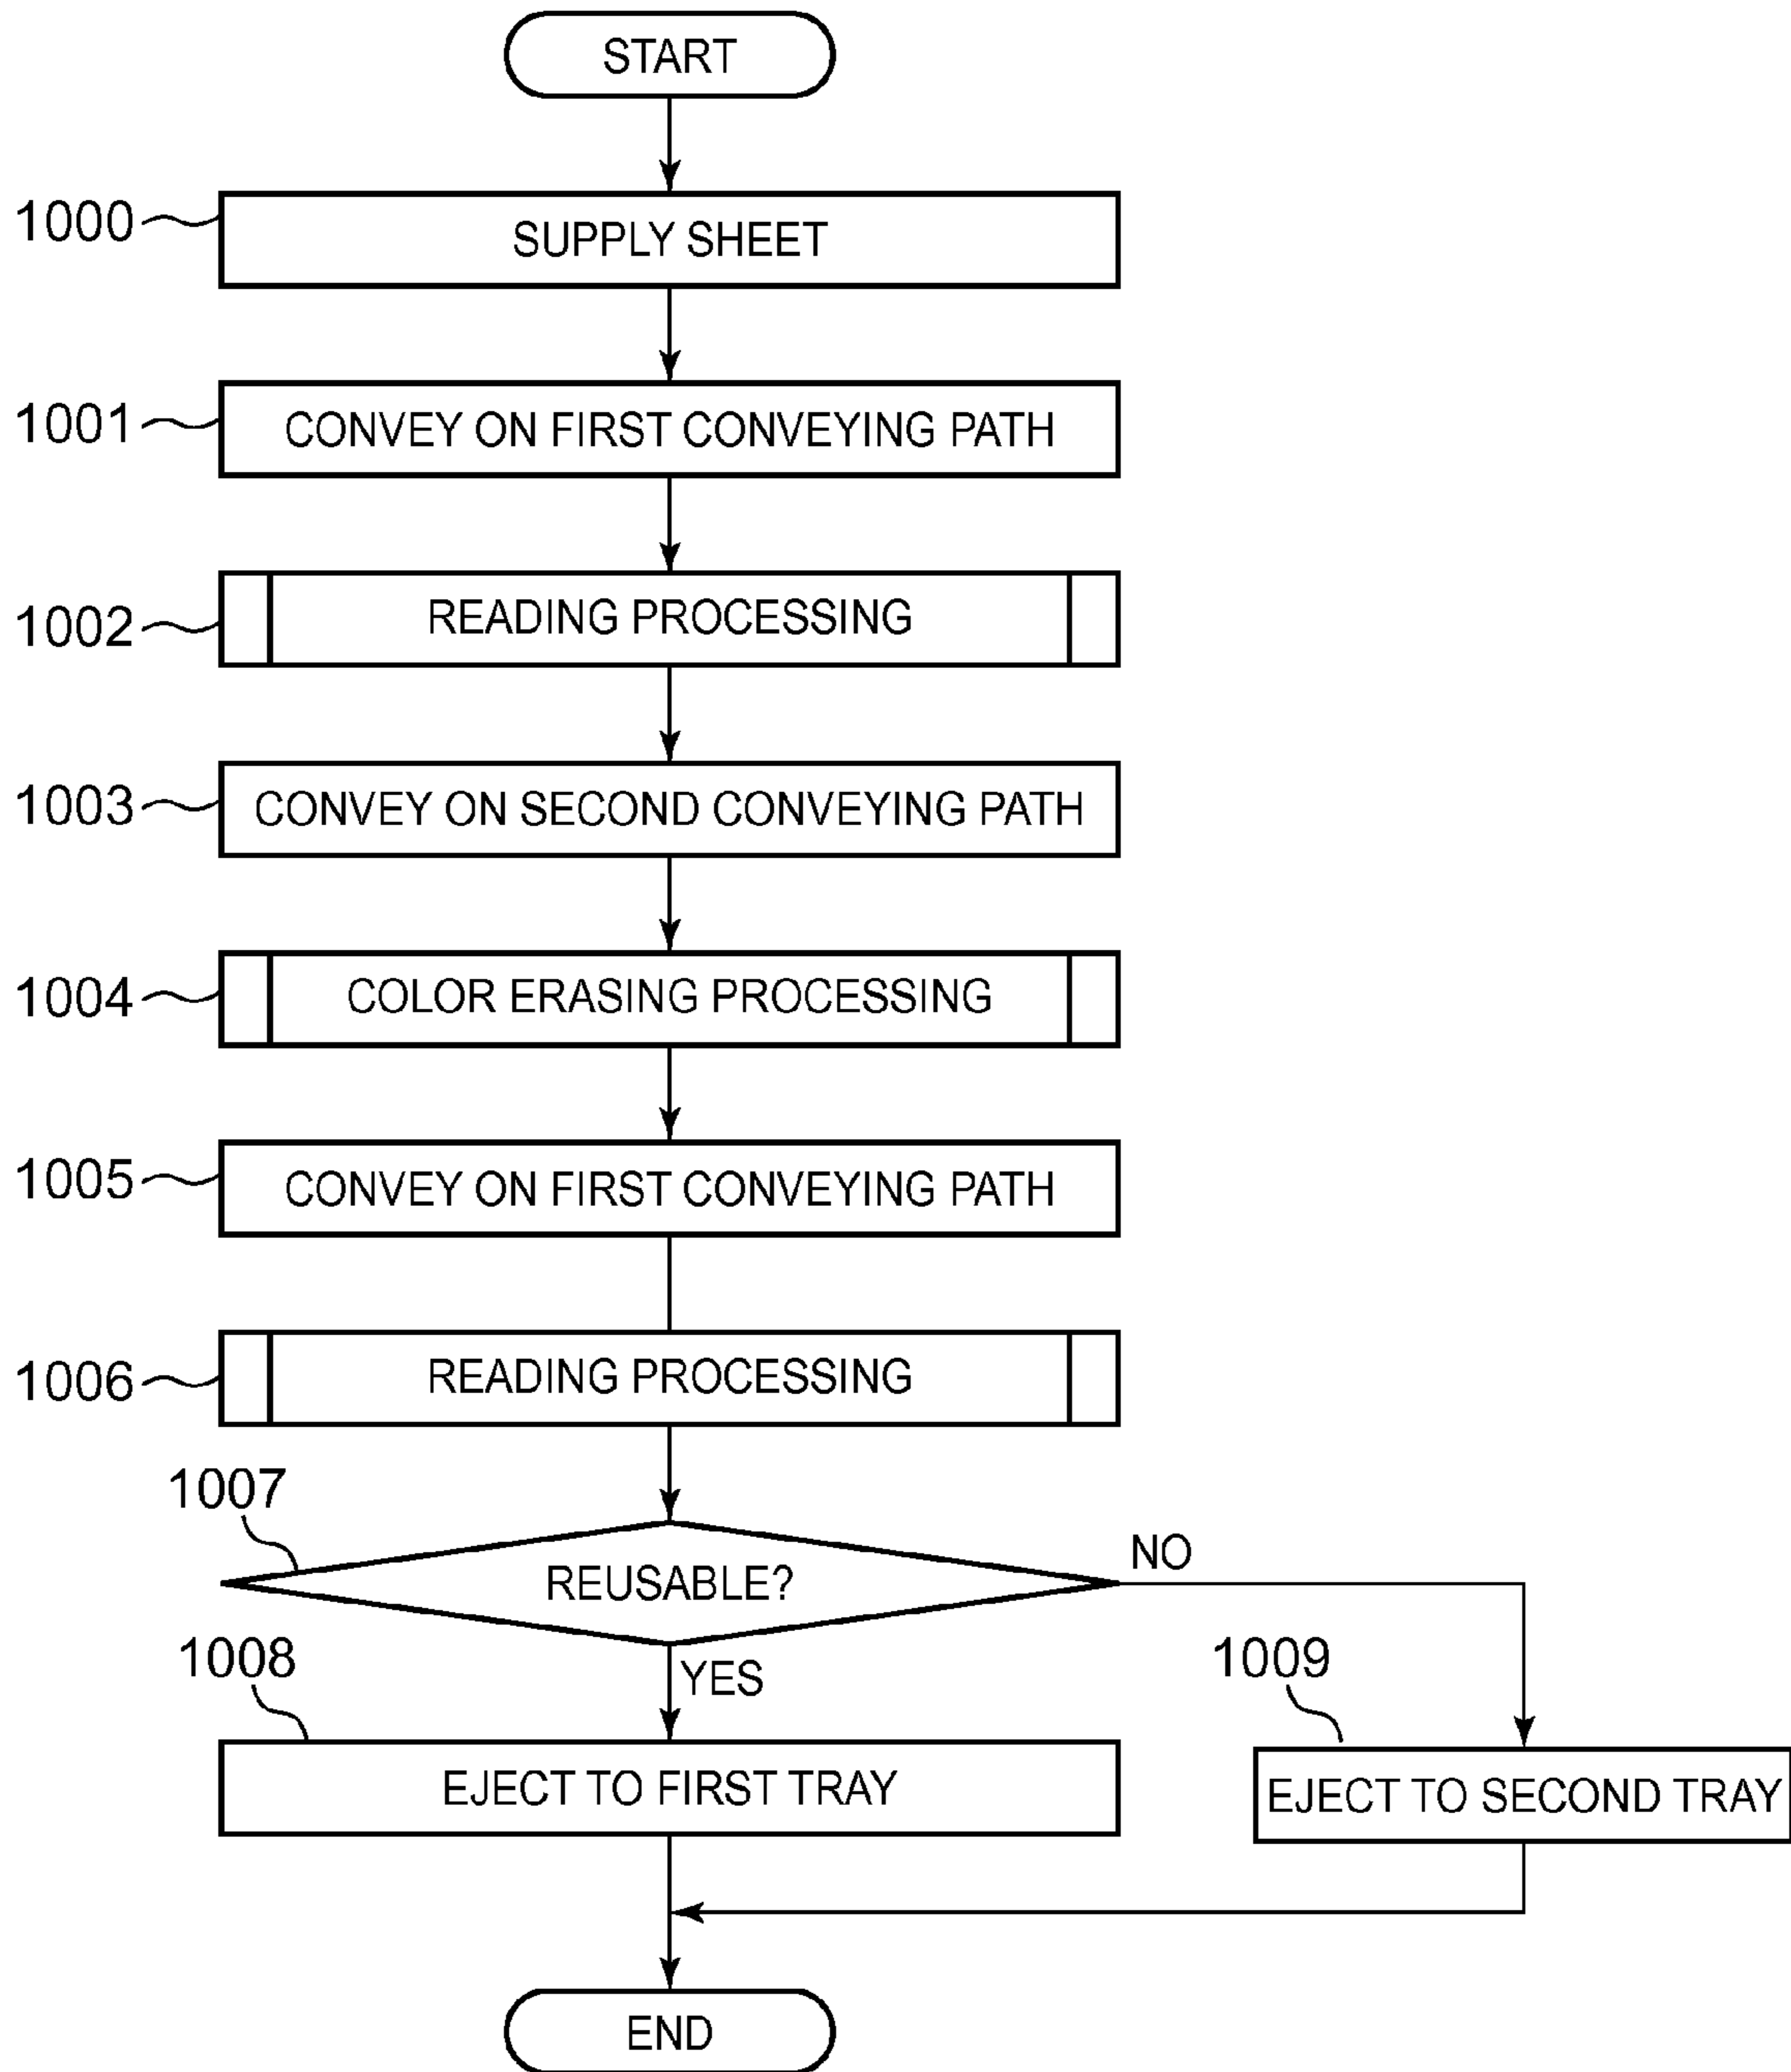 START
1000
SUPPLY SHEET
1001
CONVEY ON FIRST CONVEYING PATH
1002
READING PROCESSING
1003
CONVEY ON SECOND CONVEYING PATH
1004
COLOR ERASING PROCESSING
1005
CONVEY ON FIRST CONVEYING PATH
1006
READING PROCESSING
1007
REUSABLE?
NO
YES
1008
EJECT TO FIRST TRAY
1009
EJECT TO SECOND TRAY
END